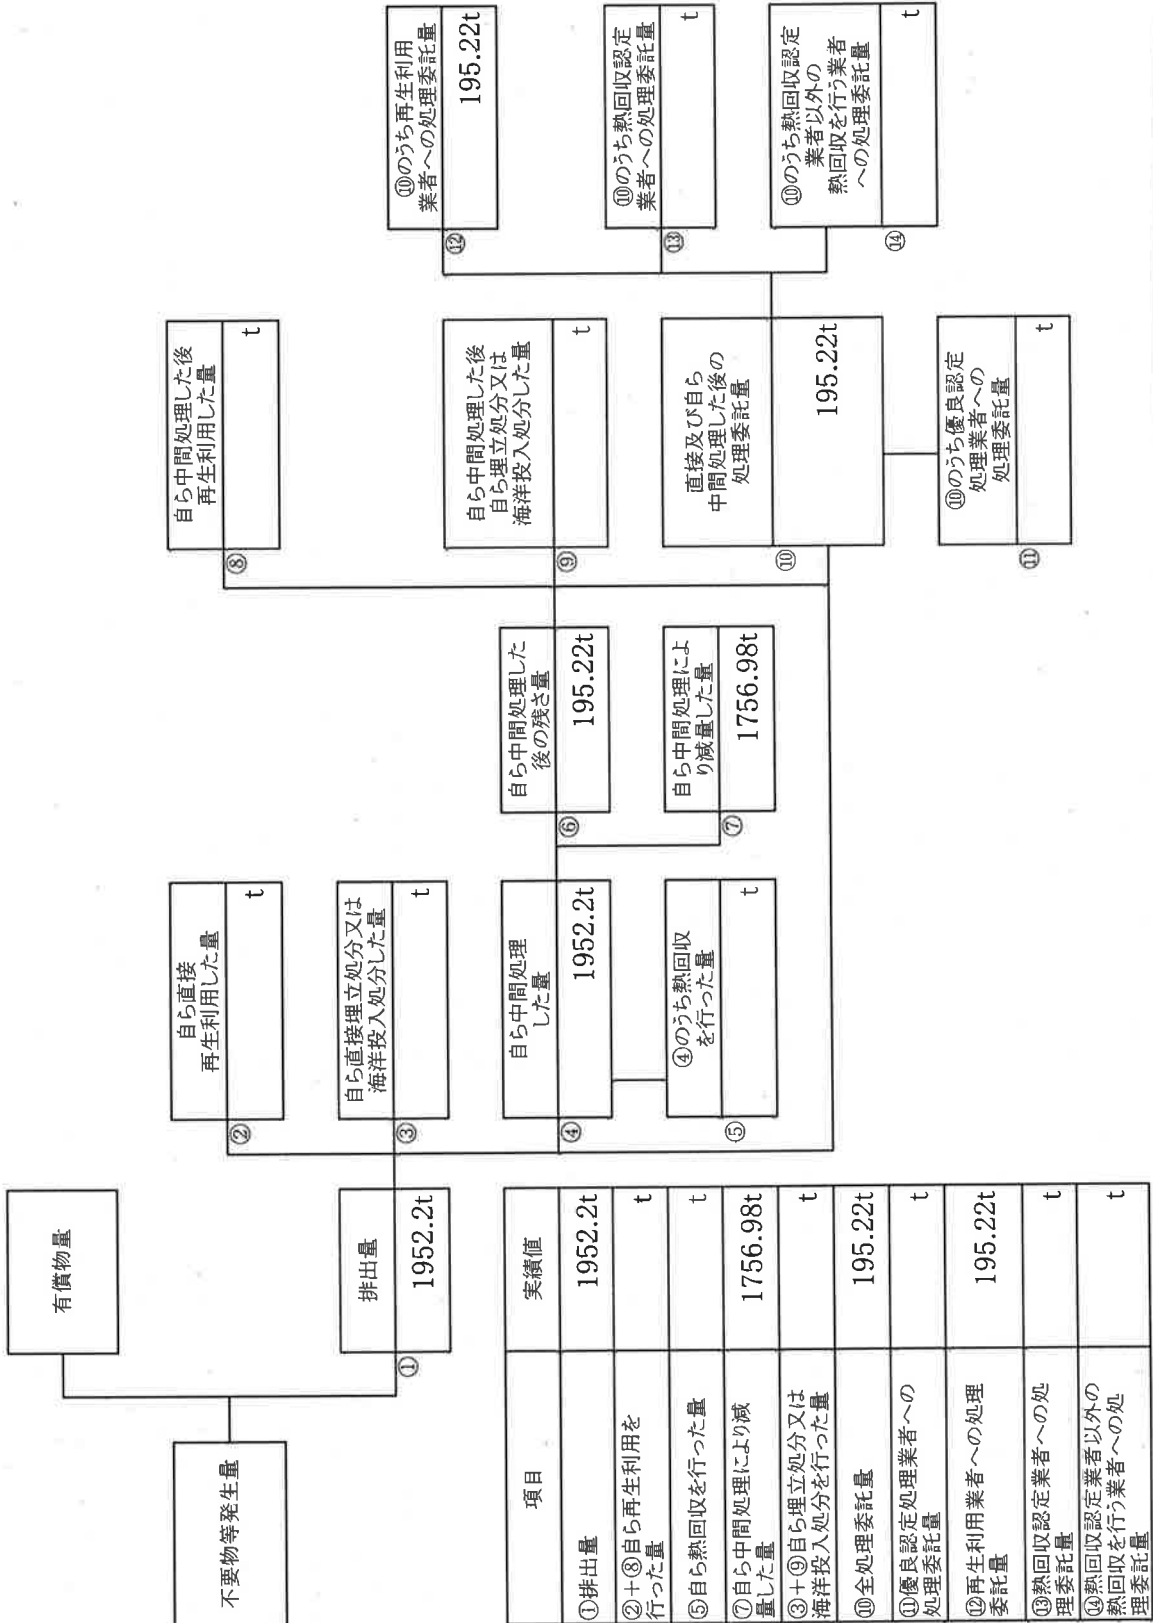 不要物等発生量
有償物量
①
排出量
1952.2t
②
自ら直接
再生利用した量
t
③
自ら直接埋立処分又は
海洋投入処分した量
t
④
自ら中間処理
した量
1952.2t
⑤
④のうち熱回収
を行った量
t
⑥
自ら中間処理した
後の残さ量
195.22t
⑦
自ら中間処理によ
り減量した量
1756.98t
⑧
自ら中間処理した後
再生利用した量
t
⑨
自ら中間処理した後
自ら埋立処分又は
海洋投入処分した量
t
⑩
直接及び自ら
中間処理した後の
処理委託量
195.22t
⑪
⑩のうち優良認定
処理業者への
処理委託量
t
⑫
⑩のうち再生利用
業者への処理委託量
195.22t
⑬
⑩のうち熱回収認定
業者への処理委託量
t
⑭
⑩のうち熱回収認定
業者以外の
熱回収を行う業者
への処理委託量
t
項目
実績値
①排出量
1952.2t
②+⑧自ら再生利用を
行った量
t
⑤自ら熱回収を行った量
t
⑦自ら中間処理により減
量した量
1756.98t
③+⑨自ら埋立処分又は
海洋投入処分を行った量
t
⑩全処理委託量
195.22t
⑪優良認定処理業者への
処理委託量
t
⑫再生利用業者への処理
委託量
195.22t
⑬熱回収認定業者への処
理委託量
t
⑭熱回収認定業者以外の
熱回収を行う業者への処
理委託量
t